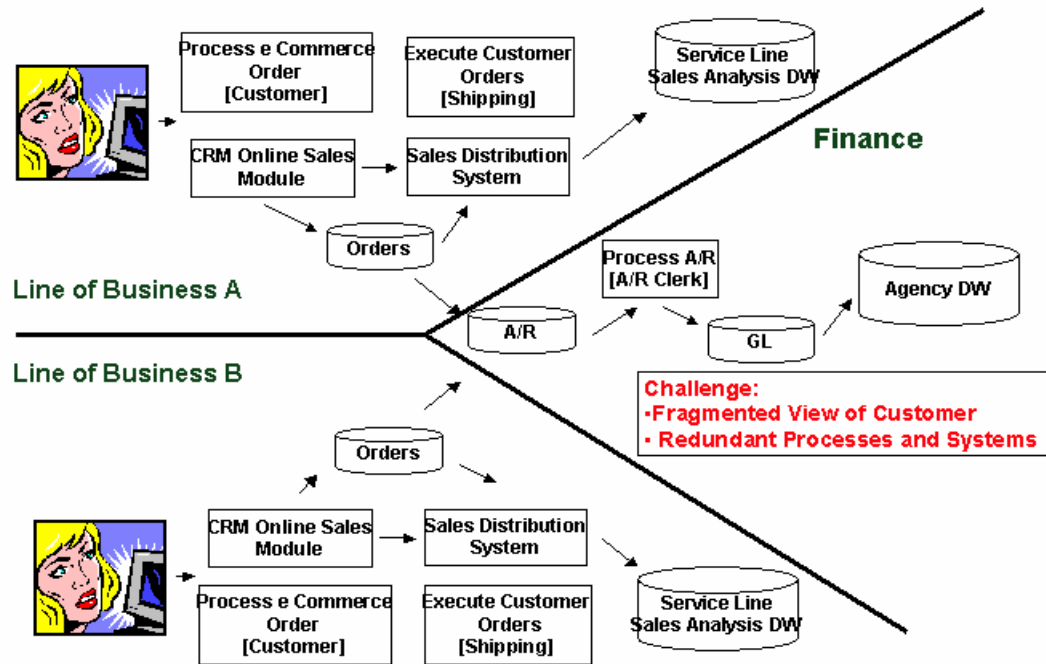 Process e Commerce
Order
[Customer]
Execute Customer
Orders
[Shipping]
Service Line
Sales Analysis DW
Finance
CRM Online Sales
Module
Sales Distribution
System
Orders
Process A/R
[A/R Clerk]
Line of Business A
A/R
GL
Agency DW
Line of Business B
Challenge:
•Fragmented View of Customer
• Redundant Processes and Systems
Orders
CRM Online Sales
Module
Sales Distribution
System
Process e Commerce
Order
[Customer]
Execute Customer
Orders
[Shipping]
Service Line
Sales Analysis DW